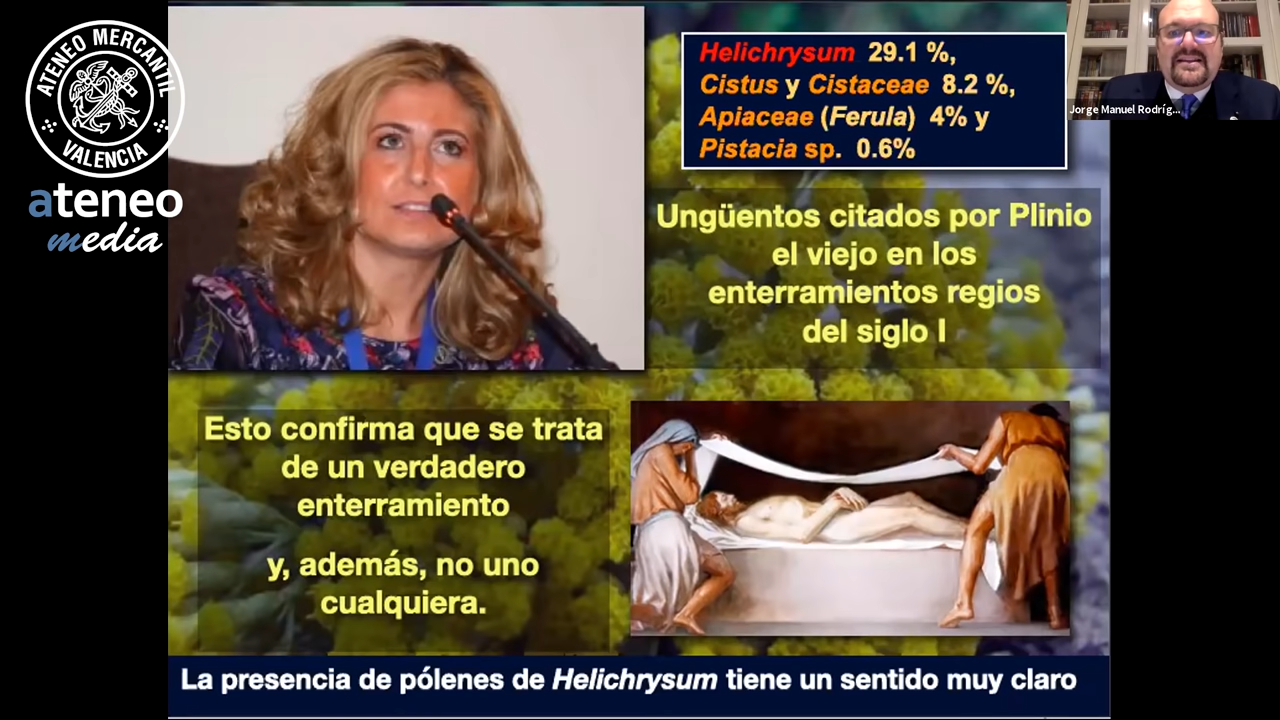 ATENEO MERCANTIL
VALENCIA
ateneo
media
Helichrysum 29.1 %,
Cistus y Cistaceae 8.2 %,
Apiaceae (Ferula) 4% y
Pistacia sp. 0.6%
Jorge Manuel Rodríg...
Ungüentos citados por Plinio
el viejo en los
enterramientos regios
del siglo I
Esto confirma que se trata
de un verdadero
enterramiento
y, además, no uno
cualquiera.
La presencia de pólenes de Helichrysum tiene un sentido muy claro